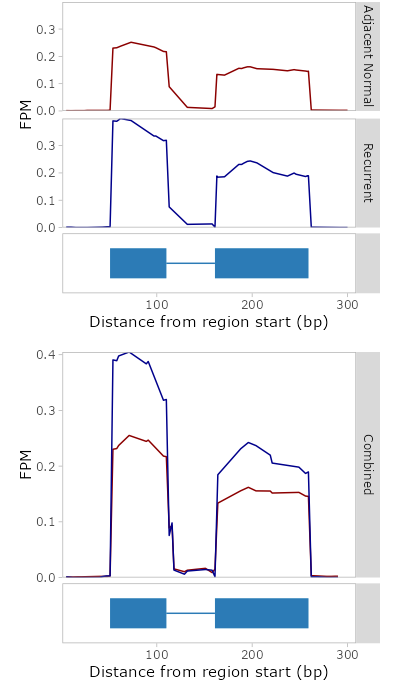 0.3
0.2
0.1
0.0
Adjacent Normal
FPM
0.3
0.2
0.1
0.0
Recurrent
100
200
300
Distance from region start (bp)
0.4
0.3
0.2
0.1
0.0
FPM
Combined
100
200
300
Distance from region start (bp)